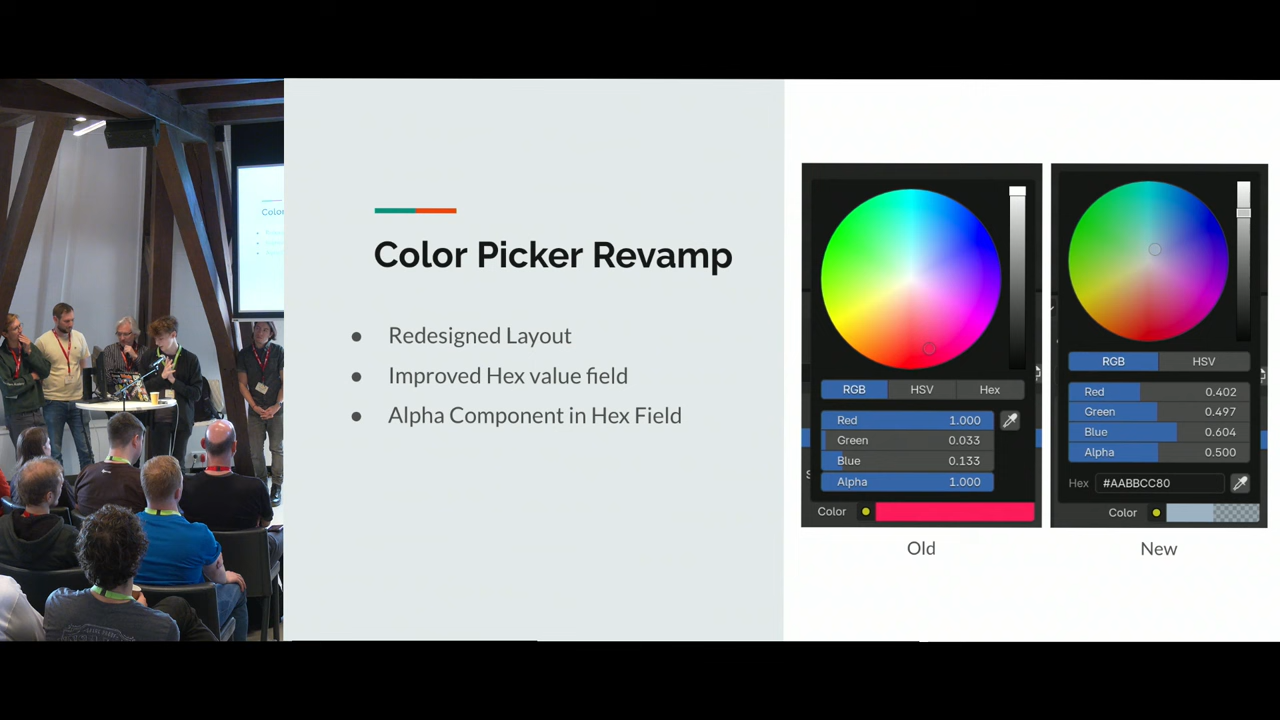 Color Picker Revamp
● Redesigned Layout
● Improved Hex value field
● Alpha Component in Hex Field
RGB HSV Hex
Red 1.000
Green 0.033
Blue 0.133
Alpha 1.000
Color
Old
RGB HSV
Red 0.402
Green 0.497
Blue 0.604
Alpha 0.500
Hex #AABBCC80
Color
New